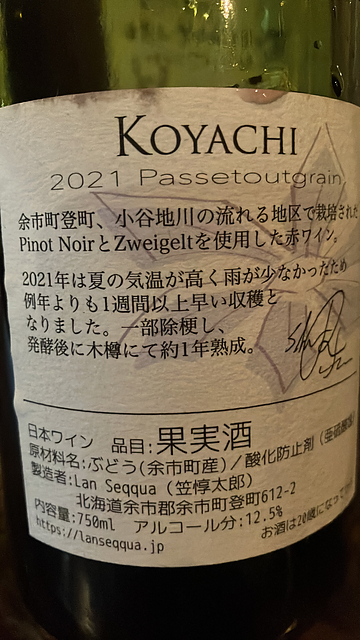 KOYACHI
2021 Passetoutgrain
余市町登町、小谷地川の流れる地区で栽培された
Pinot NoirとZweigeltを使用した赤ワイン。
2021年は夏の気温が高く雨が少なかったため
例年よりも1週間以上早い収穫と
なりました。一部除梗し、
発酵後に木樽にて約1年熟成。
日本ワイン 品目:果実酒
原材料名:ぶどう(余市町産)/酸化防止剤(亜硫酸
製造者:Lan Seqqua(笠惇太郎)
北海道余市郡余市町登町612-2
内容量:750ml アルコール分:12.5%
https://lanseqqua.jp
お酒は20歳になって